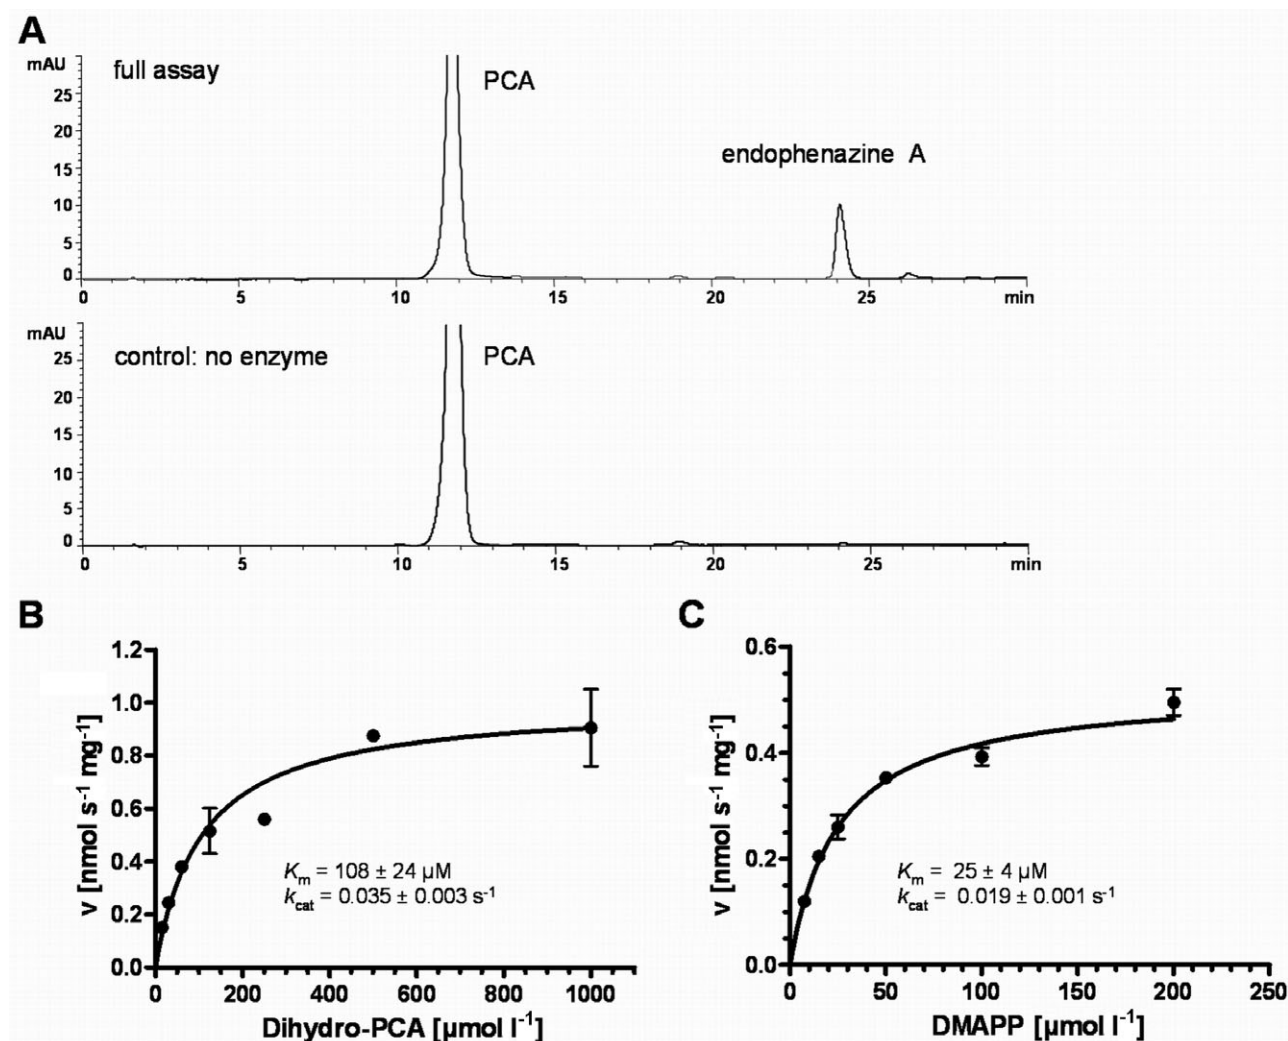 A
mAU
full assay
PCA
endophenazine A
25
20
15
10
5
0
0 5 10 15 20 25 min
mAU
control: no enzyme
PCA
25
20
15
10
5
0
0 5 10 15 20 25 min
B
v [nmol s⁻¹ mg⁻¹]
1.2
1.0
0.8
0.6
0.4
0.2
0.0
Kₘ = 108 ± 24 µM
k_cat = 0.035 ± 0.003 s⁻¹
0 200 400 600 800 1000
Dihydro-PCA [µmol l⁻¹]
C
v [nmol s⁻¹ mg⁻¹]
0.6
0.4
0.2
0.0
Kₘ = 25 ± 4 µM
k_cat = 0.019 ± 0.001 s⁻¹
0 50 100 150 200 250
DMAPP [µmol l⁻¹]